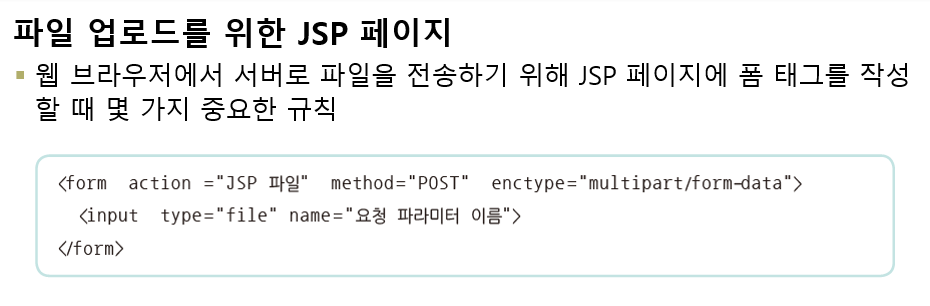 파일 업로드를 위한 JSP 페이지
웹 브라우저에서 서버로 파일을 전송하기 위해 JSP 페이지에 폼 태그를 작성
할 때 몇 가지 중요한 규칙
<form action ="JSP 파일" method="POST" enctype="multipart/form-data">
<input type="file" name="요청 파라미터 이름">
</form>